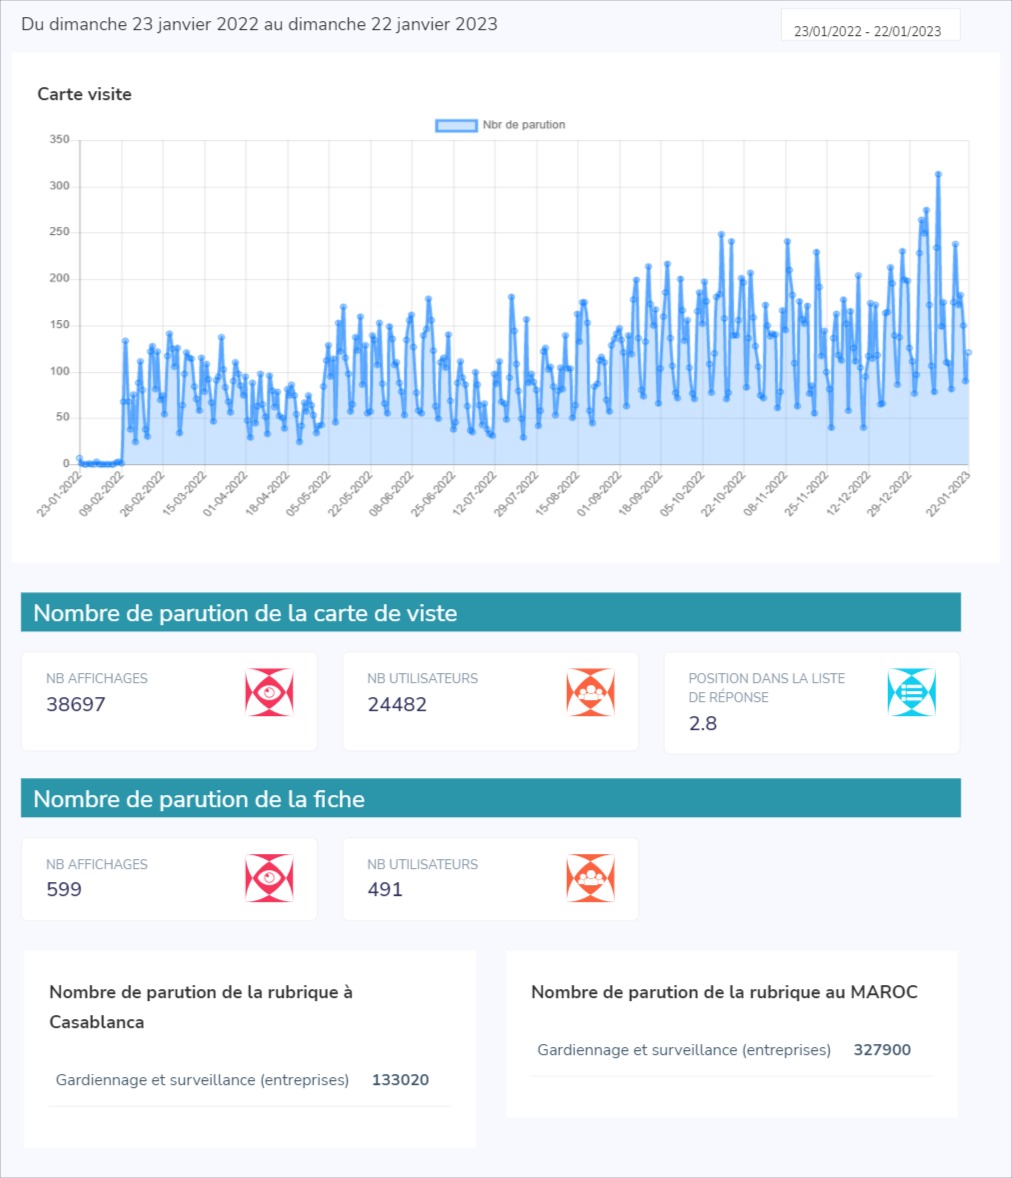 Du dimanche 23 janvier 2022 au dimanche 22 janvier 2023
23/01/2022 - 22/01/2023
Carte visite
Nbr de parution
350
300
250
200
150
100
50
0
23-01-2022
09-02-2022
26-02-2022
15-03-2022
01-04-2022
18-04-2022
05-05-2022
22-05-2022
08-06-2022
25-06-2022
12-07-2022
29-07-2022
15-08-2022
01-09-2022
18-09-2022
05-10-2022
22-10-2022
08-11-2022
25-11-2022
12-12-2022
29-12-2022
22-01-2023
Nombre de parution de la carte de viste
NB AFFICHAGES
38697
NB UTILISATEURS
24482
POSITION DANS LA LISTE
DE RÉPONSE
2.8
Nombre de parution de la fiche
NB AFFICHAGES
599
NB UTILISATEURS
491
Nombre de parution de la rubrique à
Casablanca
Gardiennage et surveillance (entreprises) 133020
Nombre de parution de la rubrique au MAROC
Gardiennage et surveillance (entreprises) 327900